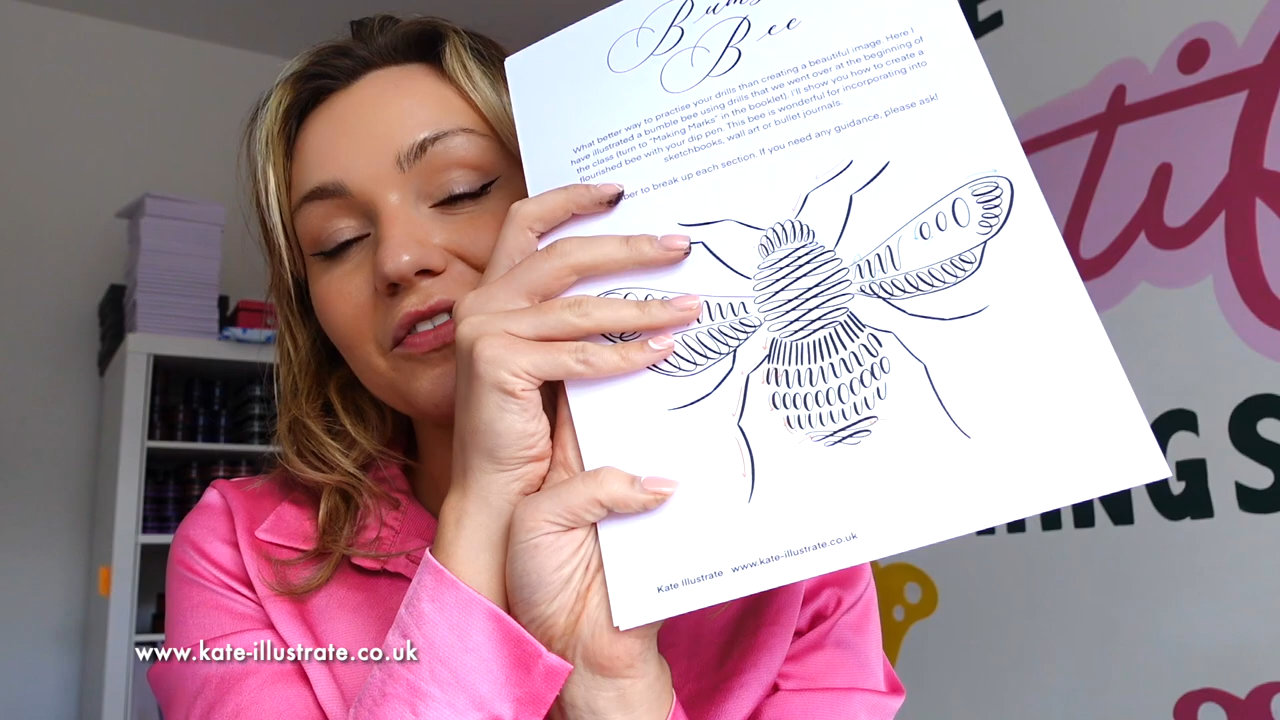 Bee
What better way to practise your drills than creating a beautiful image. Here I
have illustrated a bumble bee using drills that we went over at the beginning of
the class (turn to "Making Marks" in the booklet). I'll show you how to create a
flourished bee with your dip pen. This bee is wonderful for incorporating into
sketchbooks, wall art or bullet journals.
to break up each section. If you need any guidance, please ask!
Kate Illustrate www.kate-illustrate.co.uk
www.kate-illustrate.co.uk